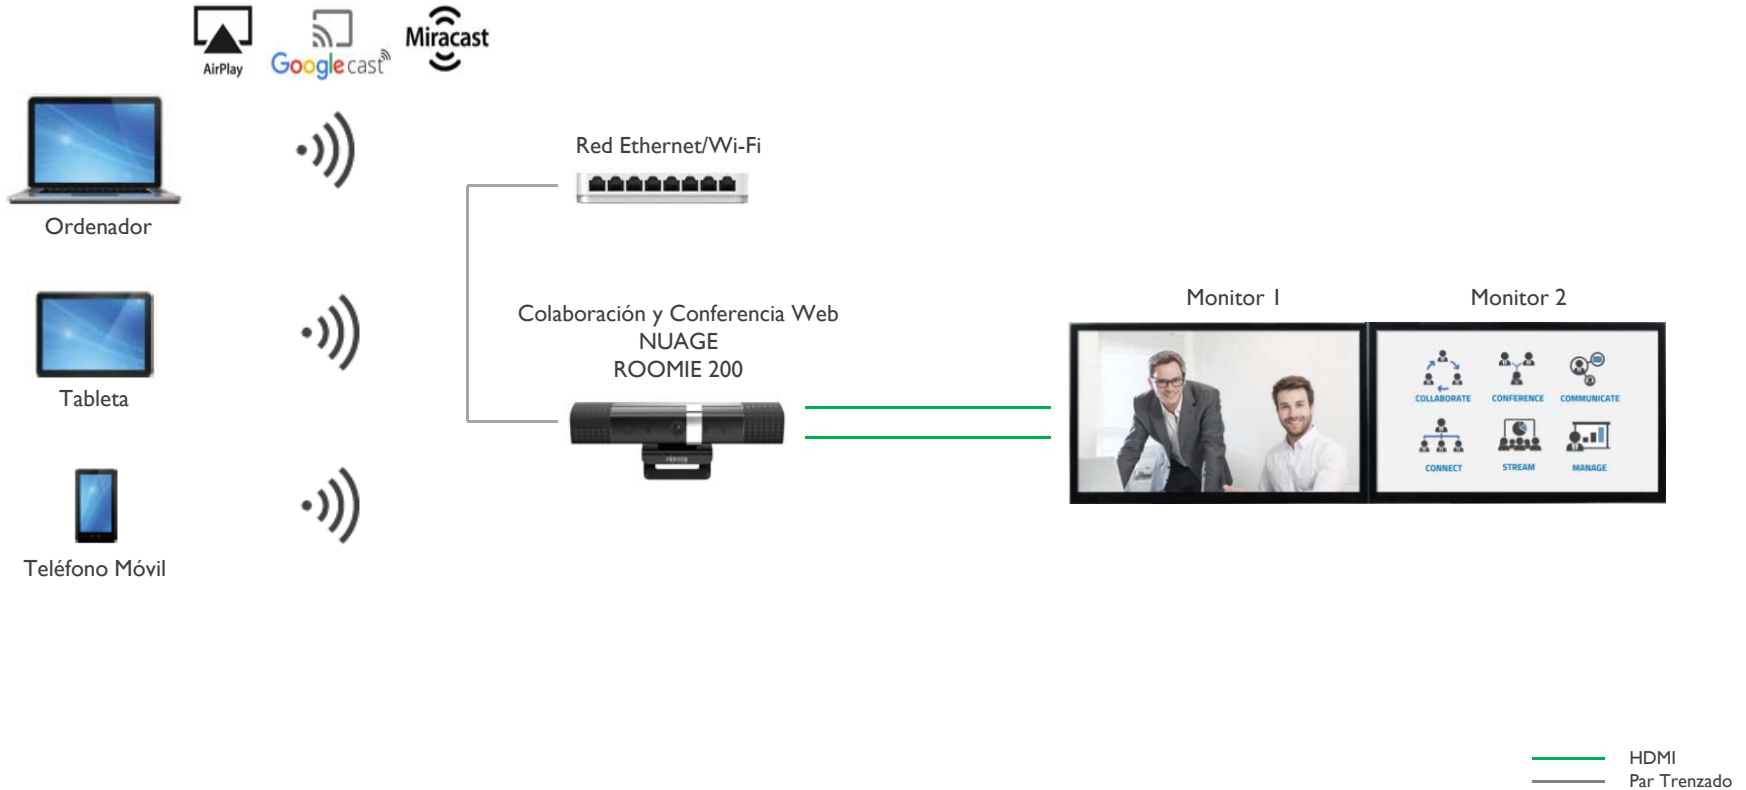 AirPlay
Google cast
Miracast
Ordenador
Tableta
Teléfono Móvil
Red Ethernet/Wi-Fi
Colaboración y Conferencia Web
NUAGE
ROOMIE 200
Monitor 1
Monitor 2
COLLABORATE
CONFERENCE
COMMUNICATE
CONNECT
STREAM
MANAGE
HDMI
Par Trenzado